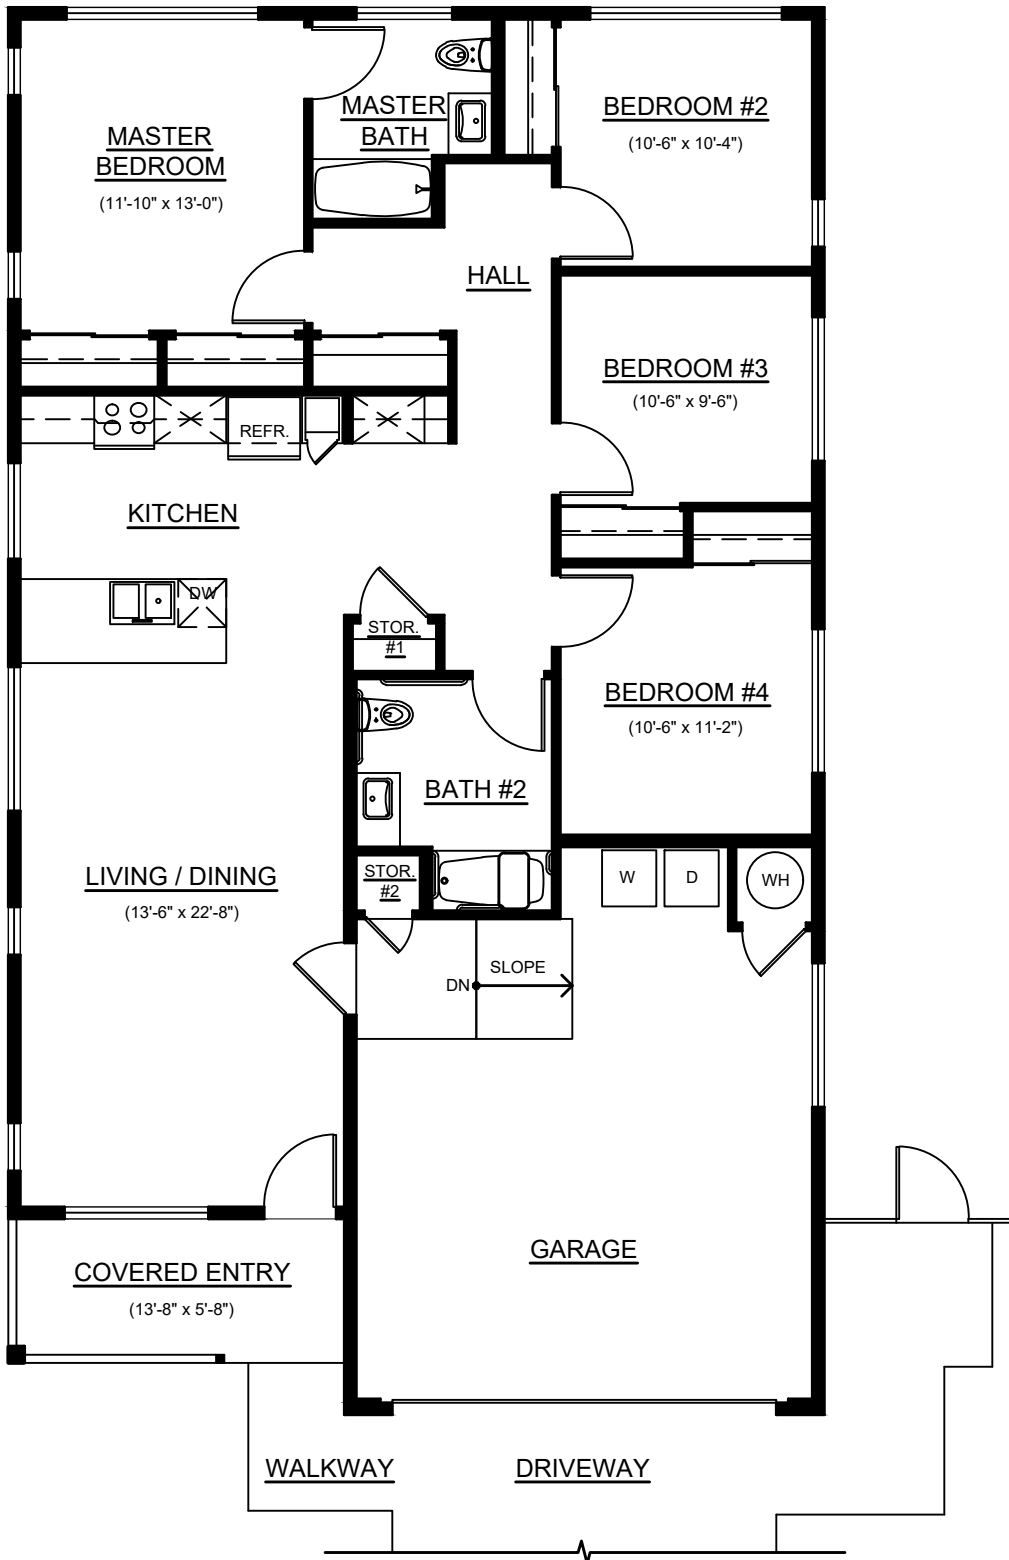 MASTER
BEDROOM
(11'-10" x 13'-0")
MASTER
BATH
BEDROOM #2
(10'-6" x 10'-4")
HALL
BEDROOM #3
(10'-6" x 9'-6")
REFR.
KITCHEN
DW
STOR.
#1
BEDROOM #4
(10'-6" x 11'-2")
BATH #2
LIVING / DINING
(13'-6" x 22'-8")
STOR.
#2
W
D
WH
SLOPE
DN
GARAGE
COVERED ENTRY
(13'-8" x 5'-8")
WALKWAY
DRIVEWAY